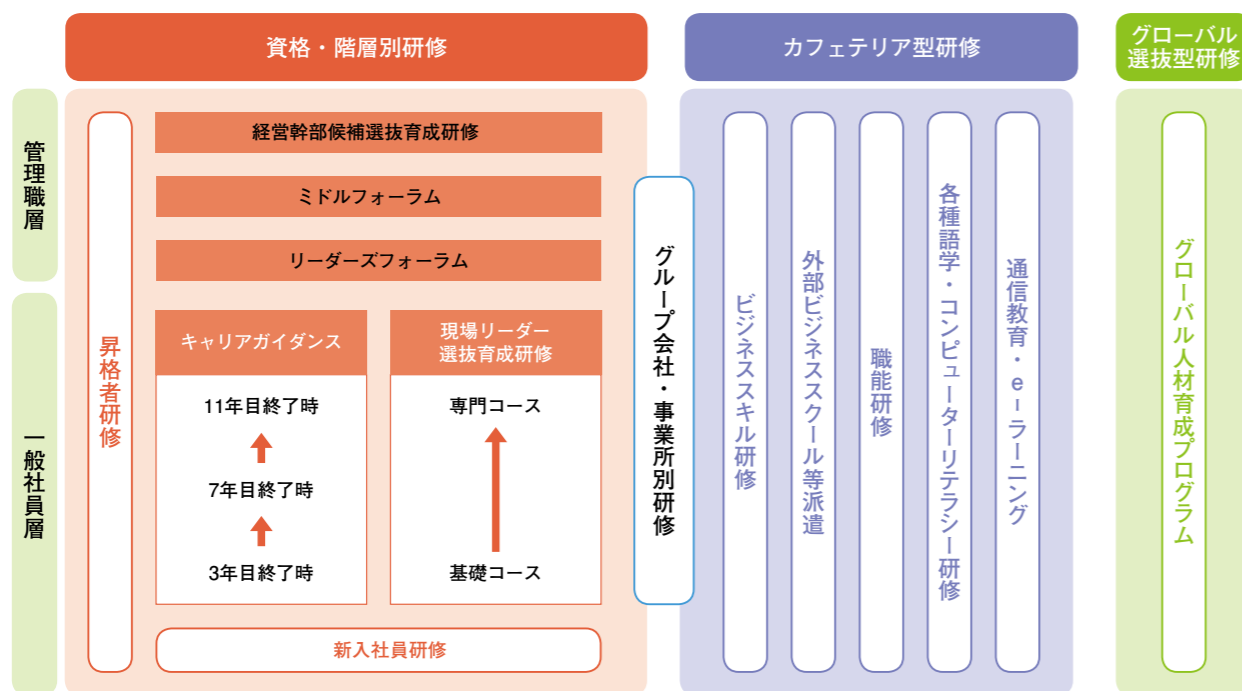 資格・階層別研修
カフェテリア型研修
グローバル
選抜型研修
管理職層
一般社員層
昇格者研修
経営幹部候補選抜育成研修
ミドルフォーラム
リーダーズフォーラム
キャリアガイダンス
11年目終了時
7年目終了時
3年目終了時
現場リーダー
選抜育成研修
専門コース
基礎コース
新入社員研修
グループ会社・事業所別研修
ビジネススキル研修
外部ビジネススクール等派遣
職能研修
各種語学・コンピューターリテラシー研修
通信教育・e-ラーニング
グローバル人材育成プログラム